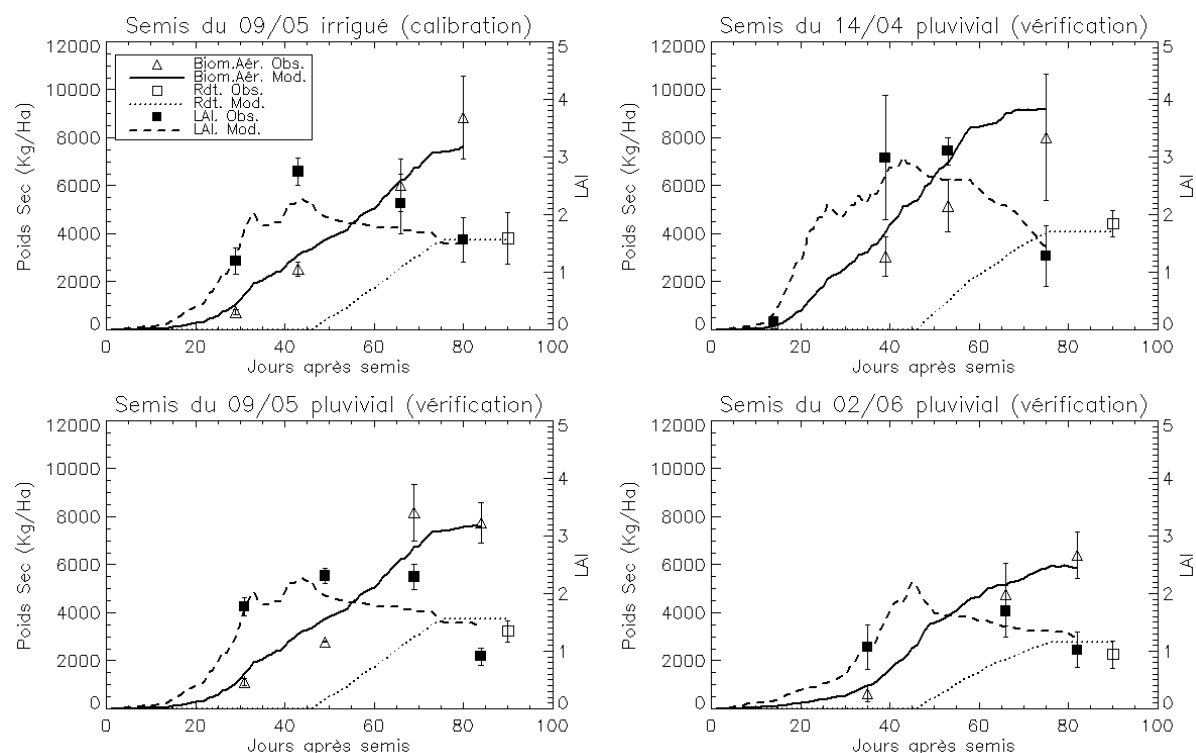 Semis du 09/05 irrigué (calibration)
12000
10000
8000
6000
4000
2000
0
Poids Sec (Kg/Ha)
Biom.Aér. Obs.
Biom.Aér. Mod.
Rdt. Obs.
Rdt. Mod.
LAI. Obs.
LAI. Mod.
5
4
3
2
1
0
LAI
0 20 40 60 80 100
Jours après semis
Semis du 14/04 pluvivial (vérification)
12000
10000
8000
6000
4000
2000
0
Poids Sec (Kg/Ha)
5
4
3
2
1
0
LAI
0 20 40 60 80 100
Jours après semis
Semis du 09/05 pluvivial (vérification)
12000
10000
8000
6000
4000
2000
0
Poids Sec (Kg/Ha)
5
4
3
2
1
0
LAI
0 20 40 60 80 100
Jours après semis
Semis du 02/06 pluvivial (vérification)
12000
10000
8000
6000
4000
2000
0
Poids Sec (Kg/Ha)
5
4
3
2
1
0
LAI
0 20 40 60 80 100
Jours après semis